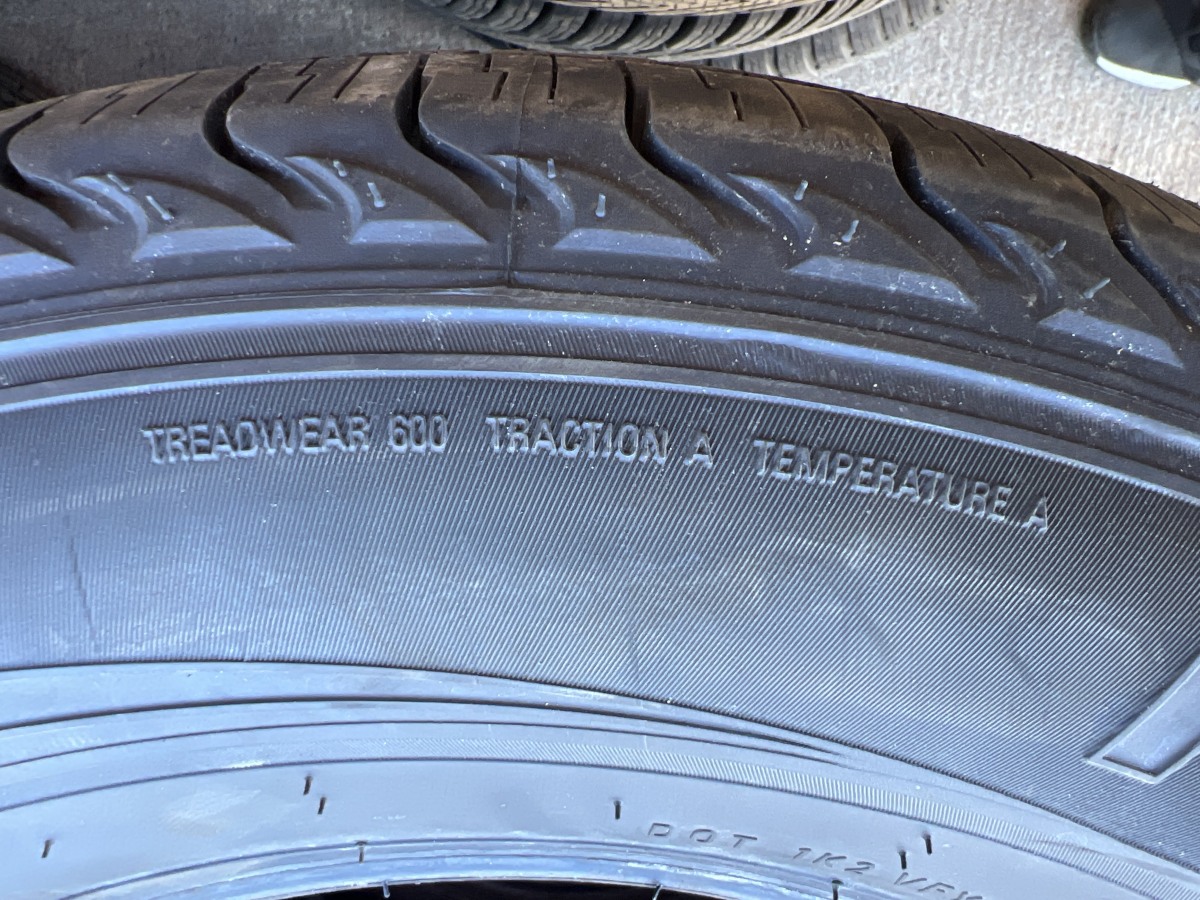 TREADWEAR 600 TRACTION A TEMPERATURE A
DOT 1K2